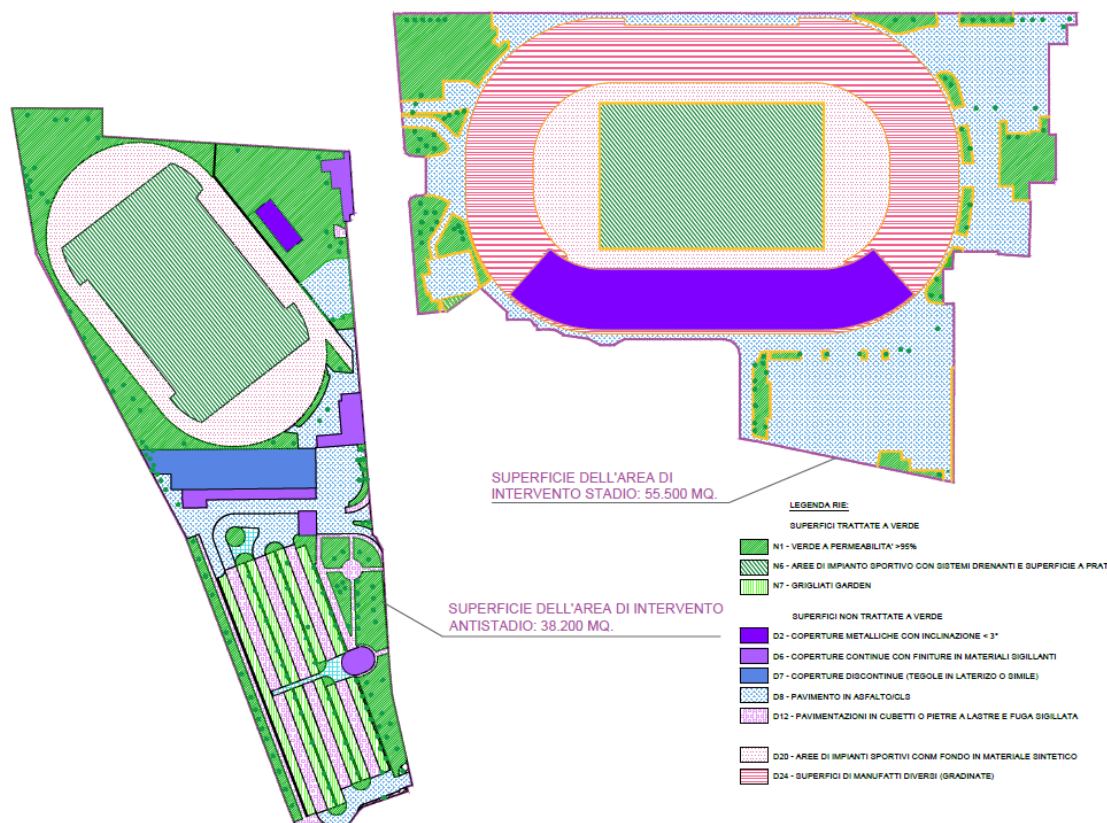 SUPERFICIE DELL'AREA DI
INTERVENTO STADIO: 55.500 MQ.
SUPERFICIE DELL'AREA DI INTERVENTO
ANTISTADIO: 38.200 MQ.
LEGENDA RIE:
SUPERFICI TRATTATE A VERDE
N1 - VERDE A PERMEABILITA' >95%
N6 - AREE DI IMPIANTO SPORTIVO CON SISTEMI DRENANTI E SUPERFICIE A PRAT
N7 - GRIGLIATI GARDEN
SUPERFICI NON TRATTATE A VERDE
D2 - COPERTURE METALLICHE CON INCLINAZIONE < 3°
D6 - COPERTURE CONTINUE CON FINITURE IN MATERIALI SIGILLANTI
D7 - COPERTURE DISCONTINUE (TEGOLE IN LATERIZO O SIMILE)
D8 - PAVIMENTO IN ASFALTO/CLS
D12 - PAVIMENTAZIONI IN CUBETTI O PIETRE A LASTRE E FUGA SIGILLATA
D20 - AREE DI IMPIANTI SPORTIVI CONM FONDO IN MATERIALE SINTETICO
D24 - SUPERFICI DI MANUFATTI DIVERSI (GRADINATE)